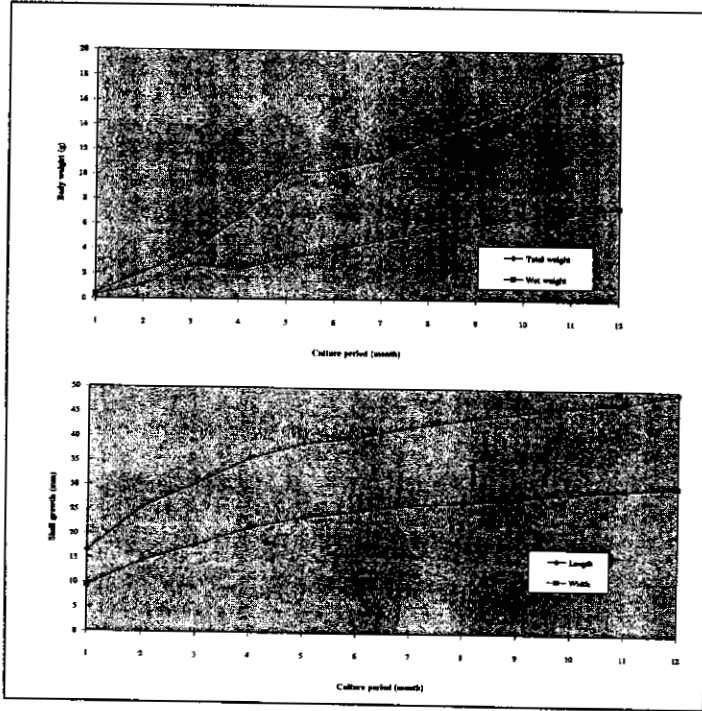 20
18
16
14
12
10
8
6
4
2
0
Body weight (g)
Total weight
Wet weight
1 2 3 4 5 6 7 8 9 10 11 12
Culture period (month)
50
45
40
35
30
25
20
15
10
5
0
Shell growth (mm)
Length
Width
1 2 3 4 5 6 7 8 9 10 11 12
Culture period (month)